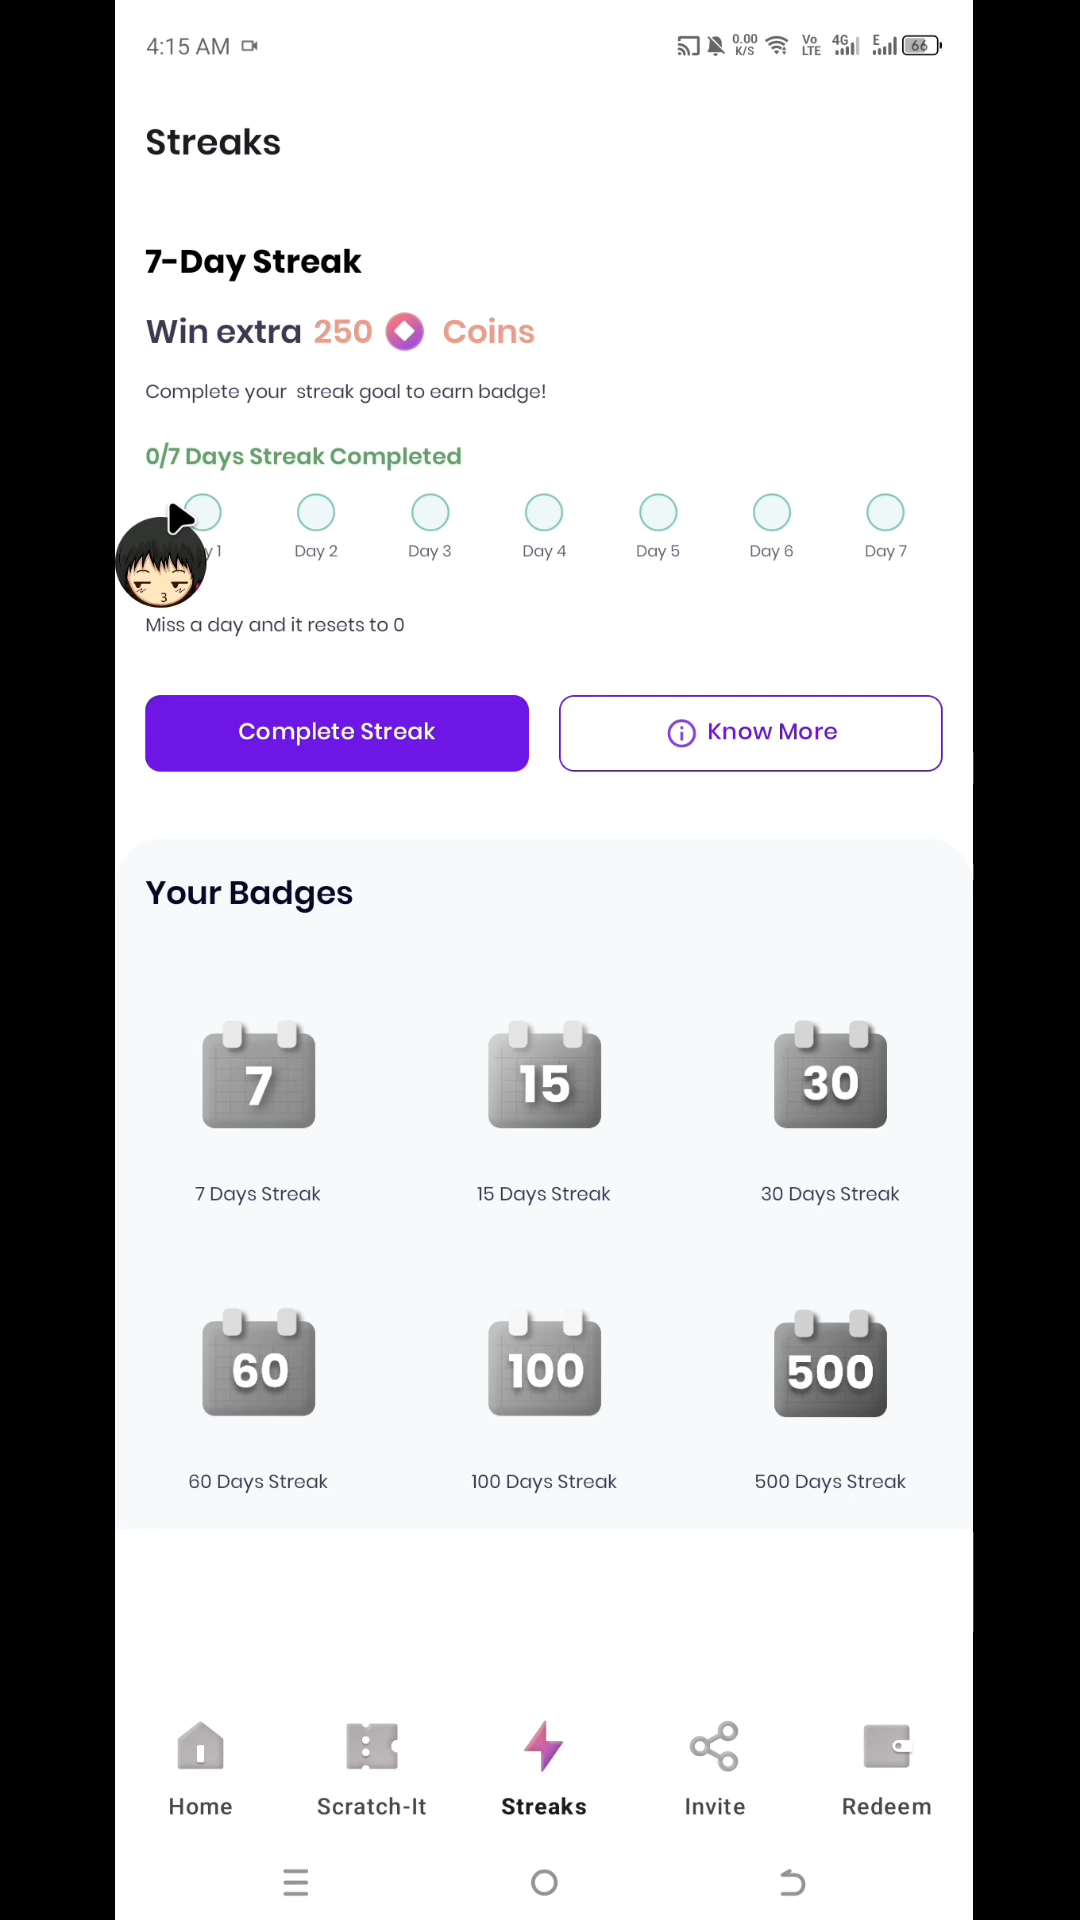 4:15 AM
0.00 K/S
Vo LTE
4G
E
66
Streaks
7-Day Streak
Win extra 250 Coins
Complete your streak goal to earn badge!
0/7 Days Streak Completed
y 1 Day 2 Day 3 Day 4 Day 5 Day 6 Day 7
Miss a day and it resets to 0
Complete Streak
Know More
Your Badges
7 15 30
7 Days Streak 15 Days Streak 30 Days Streak
60 100 500
60 Days Streak 100 Days Streak 500 Days Streak
Home Scratch-It Streaks Invite Redeem